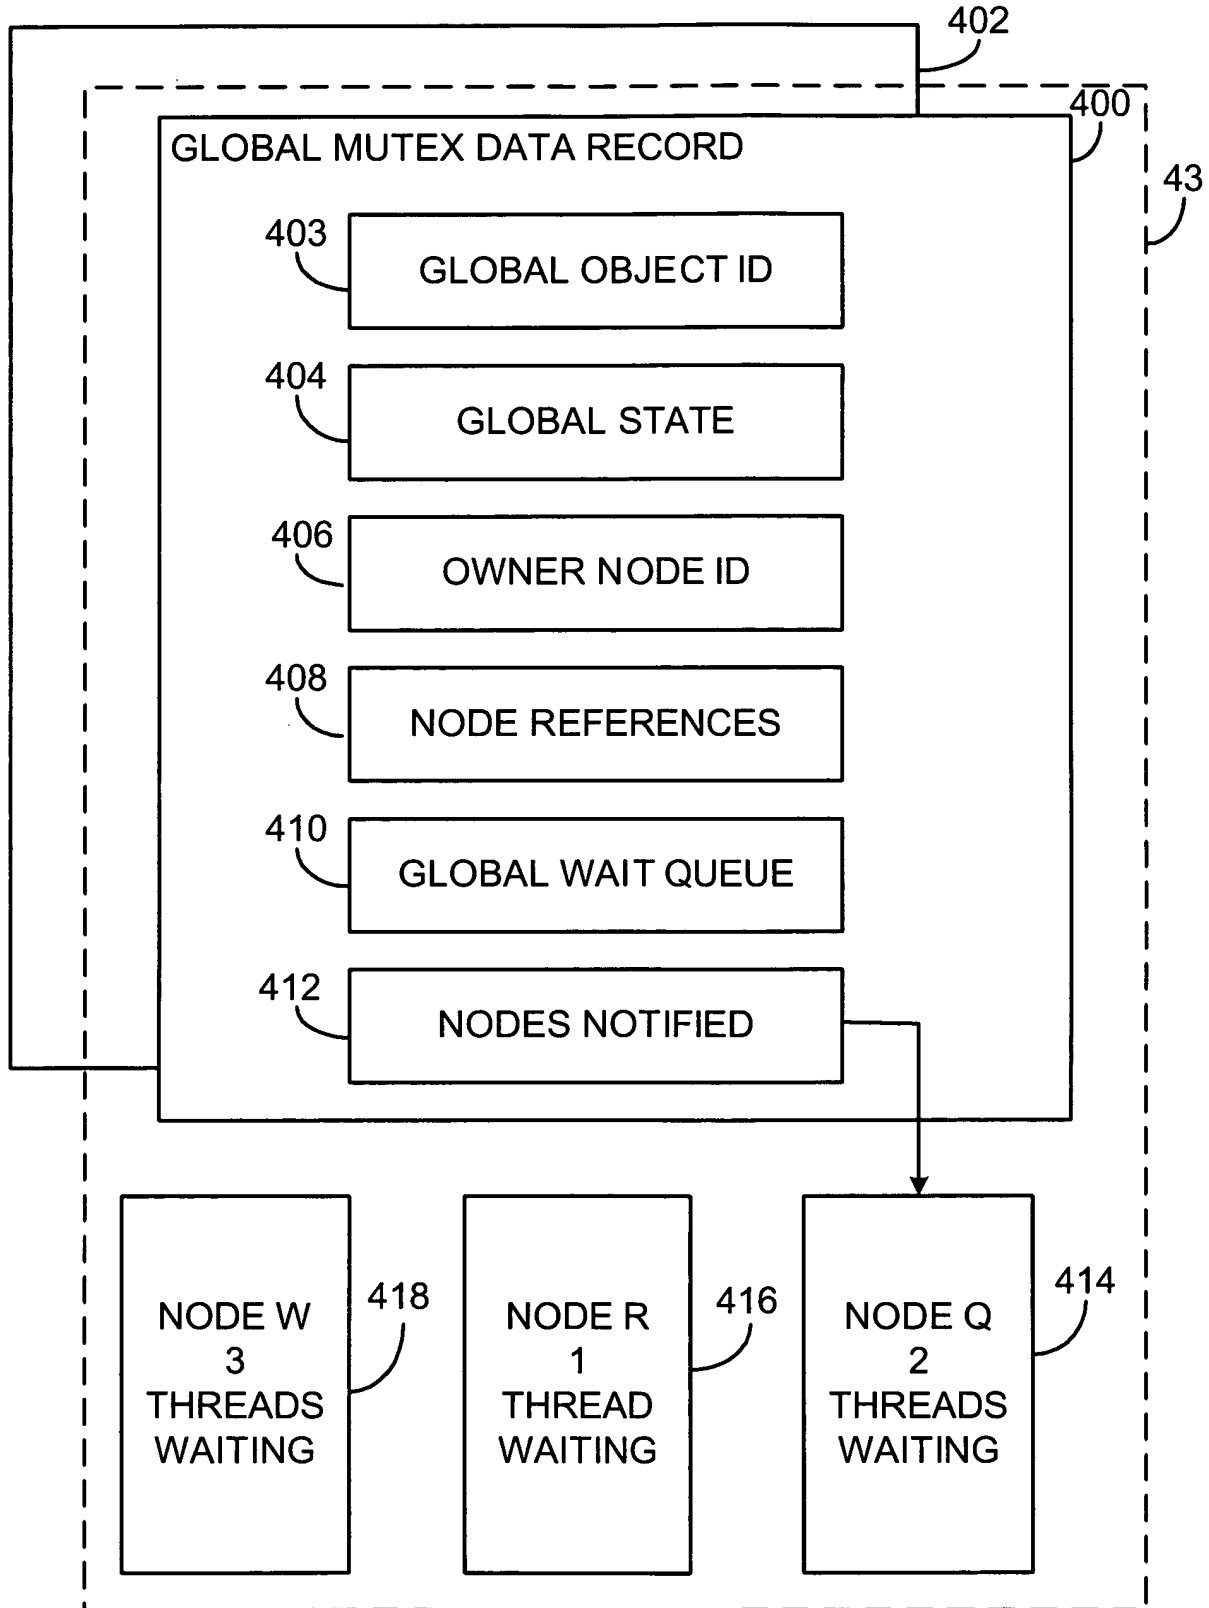 402
400
GLOBAL MUTEX DATA RECORD
43
403
GLOBAL OBJECT ID
404
GLOBAL STATE
406
OWNER NODE ID
408
NODE REFERENCES
410
GLOBAL WAIT QUEUE
412
NODES NOTIFIED
NODE W
3
THREADS
WAITING
418
NODE R
1
THREAD
WAITING
416
NODE Q
2
THREADS
WAITING
414